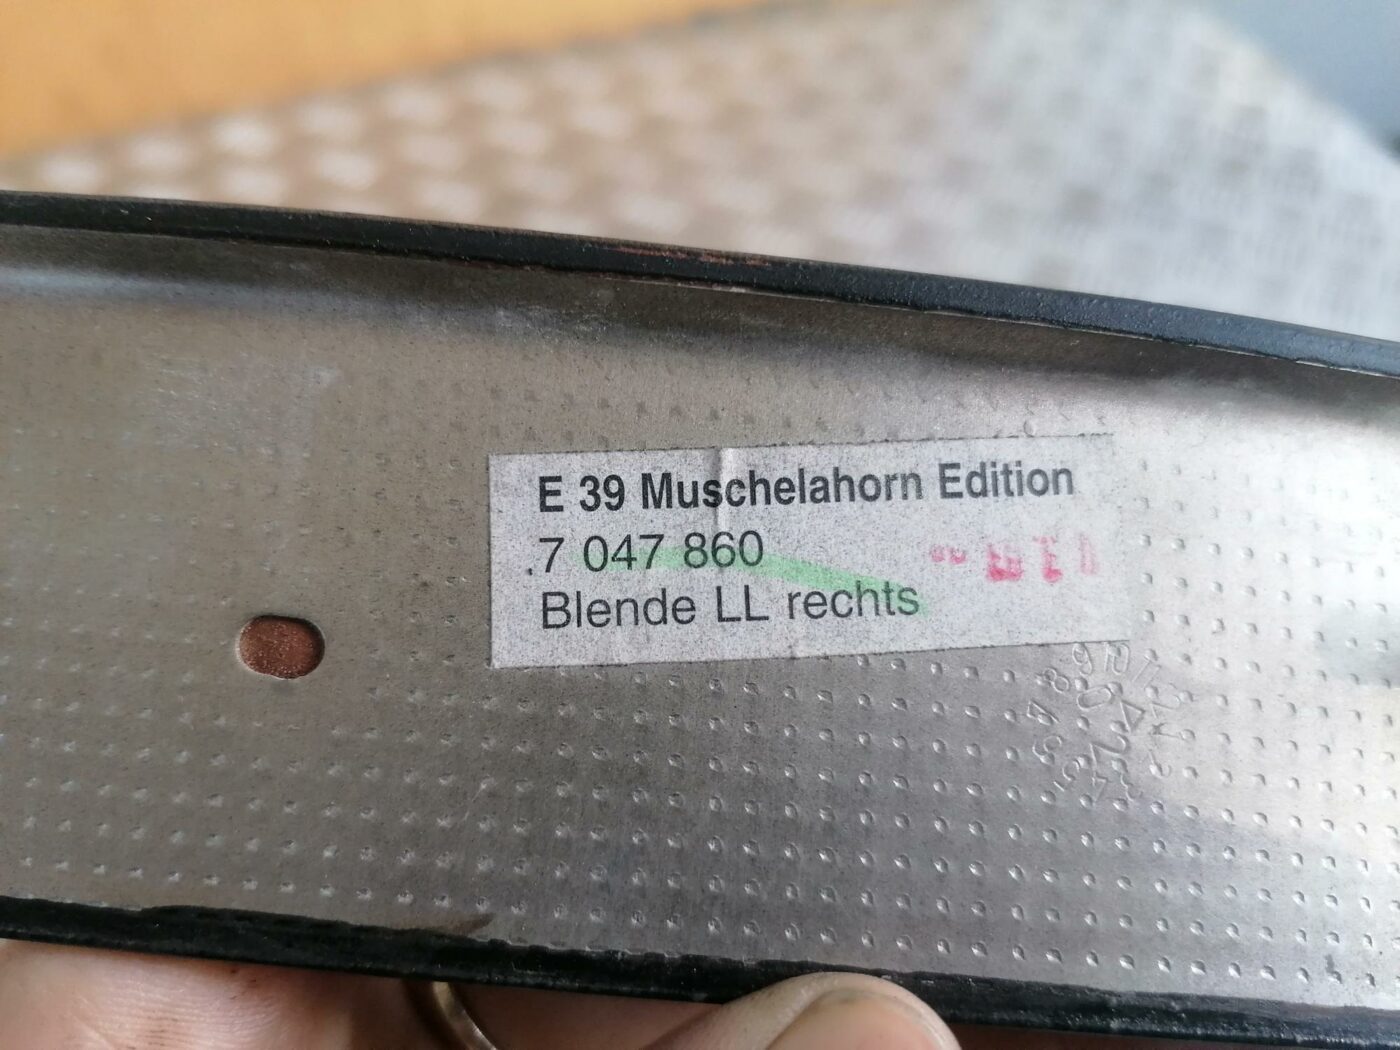 E 39 Muschelahorn Edition
.7 047 860
Blende LL rechts